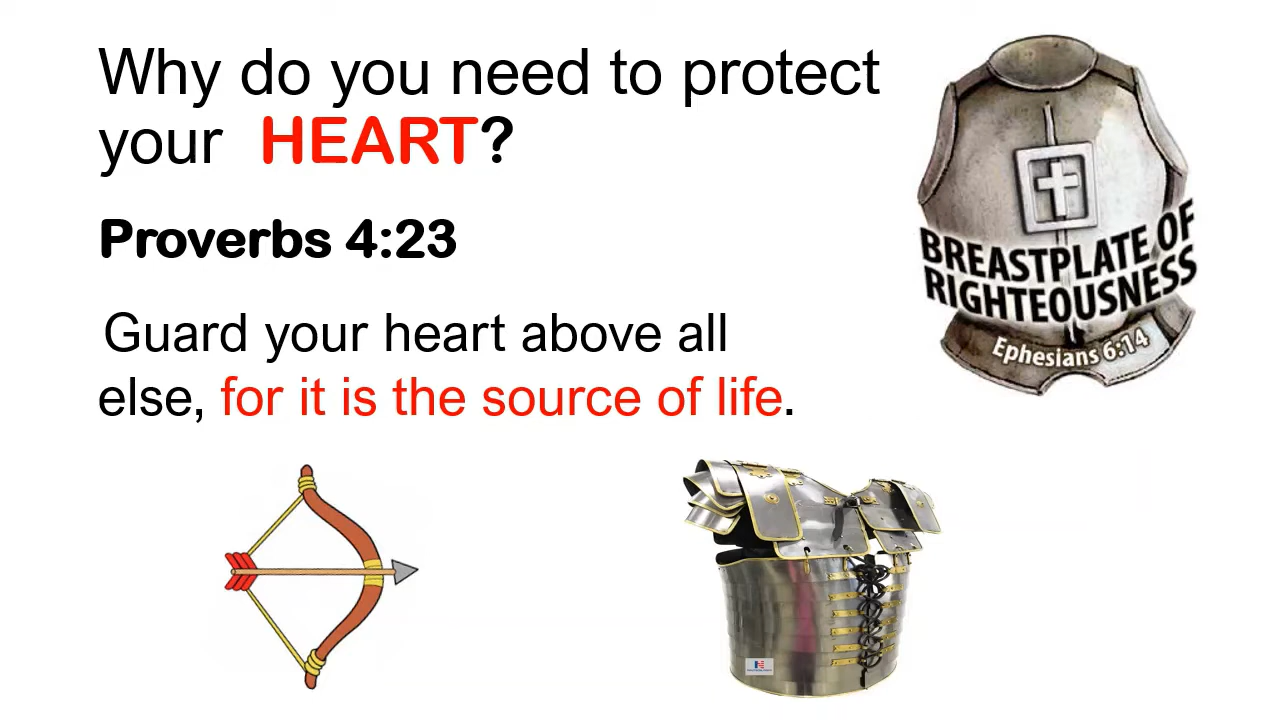 Why do you need to protect
your HEART?
Proverbs 4:23
Guard your heart above all
else, for it is the source of life.
BREASTPLATE OF
RIGHTEOUSNESS
Ephesians 6:14